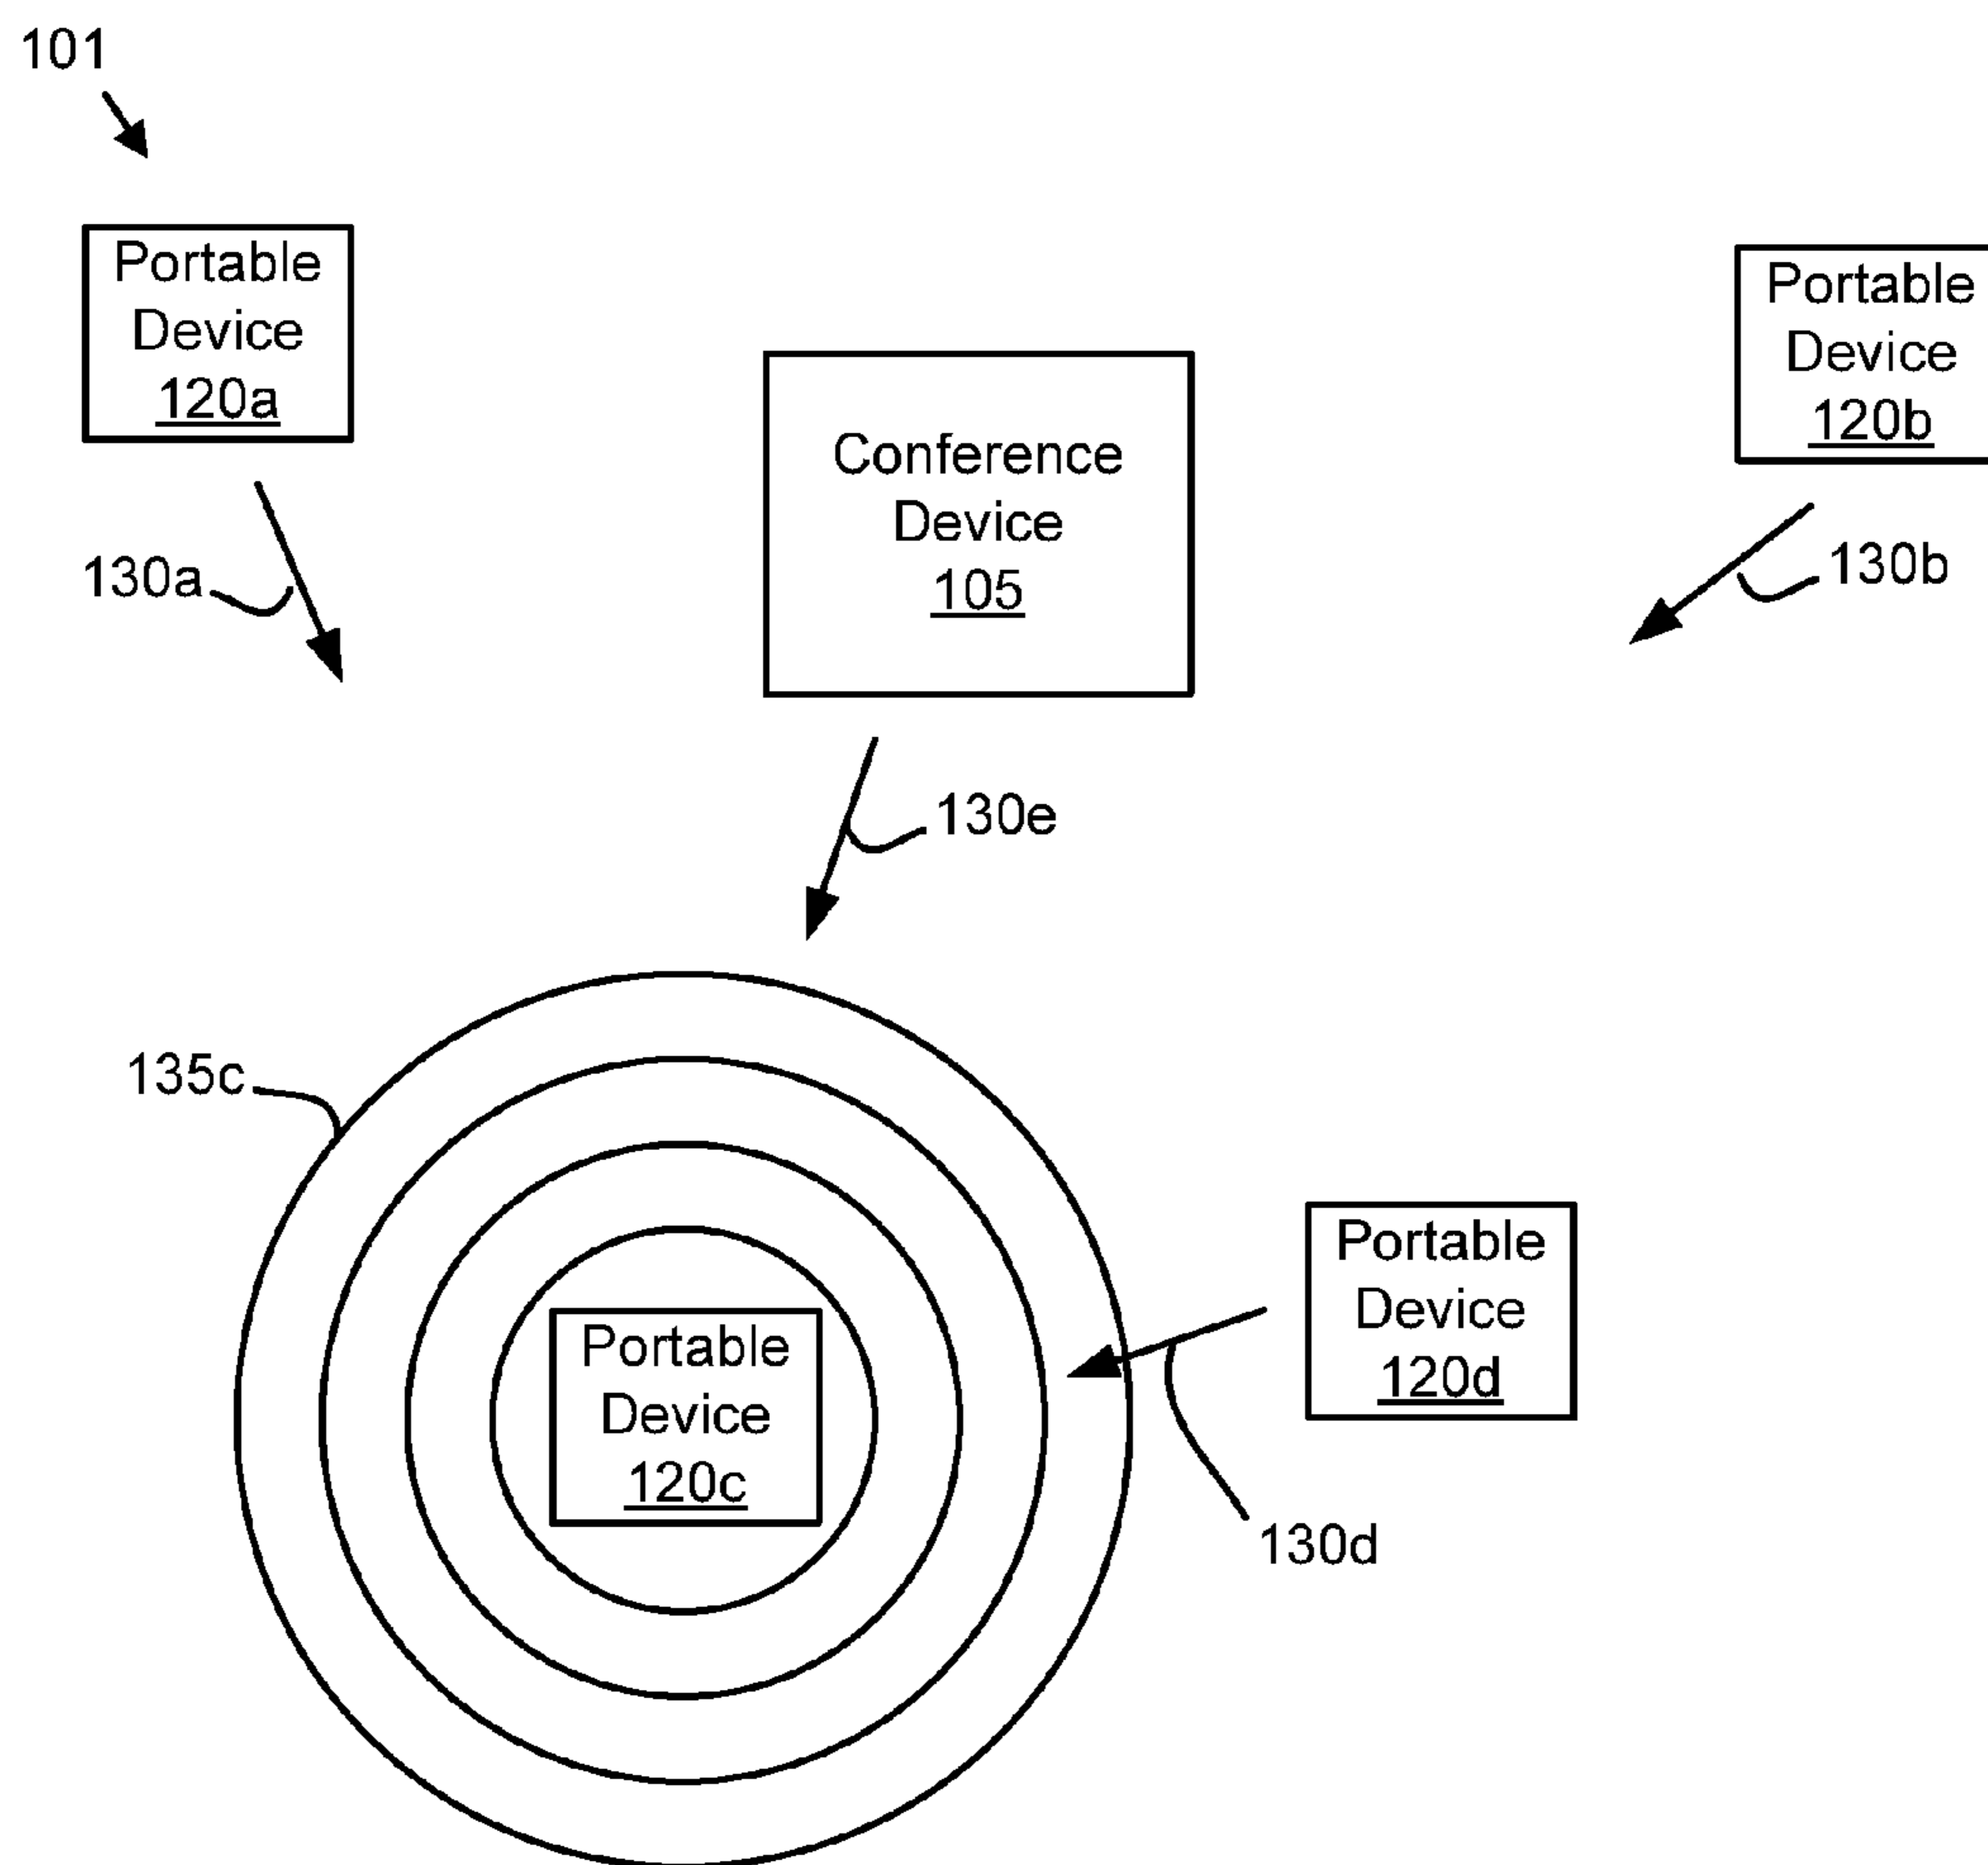 101
Portable
Device
120a
Portable
Device
120b
Conference
Device
105
130a
130b
130e
135c
Portable
Device
120d
Portable
Device
120c
130d